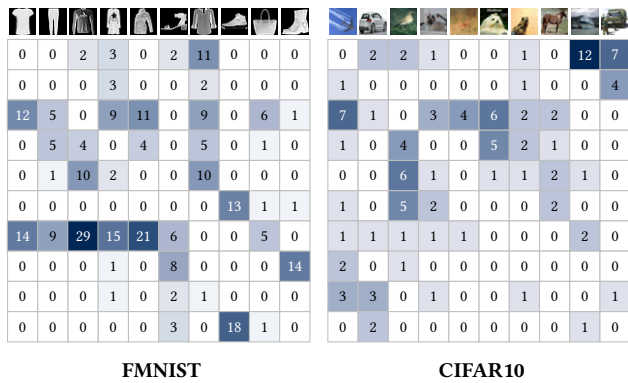 0 0 2 3 0 2 11 0 0 0 0 2 2 1 0 0 1 0 12 7
0 0 0 3 0 0 2 0 0 0 1 0 0 0 0 0 1 0 0 4
12 5 0 9 11 0 9 0 6 1 7 1 0 3 4 6 2 2 0 0
0 5 4 0 4 0 5 0 1 0 1 0 4 0 0 5 2 1 0 0
0 1 10 2 0 0 10 0 0 0 0 0 6 1 0 1 1 2 1 0
0 0 0 0 0 0 0 13 1 1 1 0 5 2 0 0 0 2 0 0
14 9 29 15 21 6 0 0 5 0 1 1 1 1 1 0 0 0 2 0
0 0 0 1 0 8 0 0 0 14 2 0 1 0 0 0 0 0 0 0
0 0 0 1 0 2 1 0 0 0 3 3 0 1 0 0 1 0 0 1
0 0 0 0 0 3 0 18 1 0 0 2 0 0 0 0 0 0 1 0
FMNIST CIFAR10